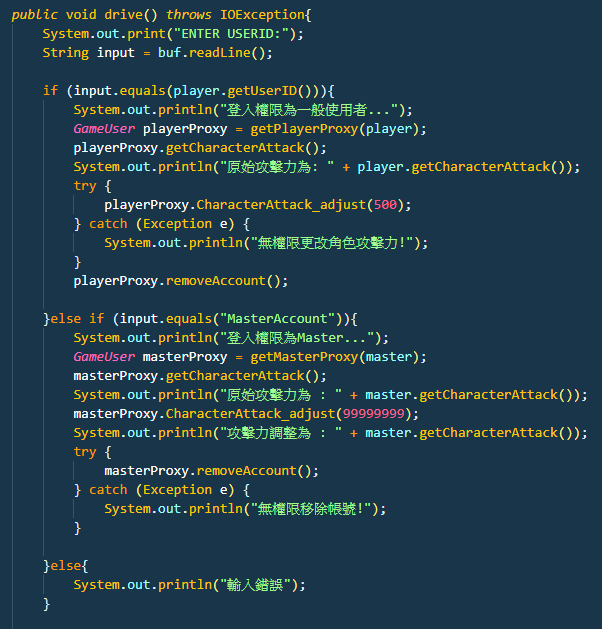 public void drive() throws IOException{
System.out.print("ENTER USERID:");
String input = buf.readLine();
if (input.equals(player.getUserID())){
System.out.println("登入權限為一般使用者...");
GameUser playerProxy = getPlayerProxy(player);
playerProxy.getCharacterAttack();
System.out.println("原始攻擊力為: " + player.getCharacterAttack());
try {
playerProxy.CharacterAttack_adjust(500);
} catch (Exception e) {
System.out.println("無權限更改角色攻擊力!");
}
playerProxy.removeAccount();
}else if (input.equals("MasterAccount")){
System.out.println("登入權限為Master...");
GameUser masterProxy = getMasterProxy(master);
masterProxy.getCharacterAttack();
System.out.println("原始攻擊力為 : " + master.getCharacterAttack());
masterProxy.CharacterAttack_adjust(99999999);
System.out.println("攻擊力調整為 : " + master.getCharacterAttack());
try {
masterProxy.removeAccount();
} catch (Exception e) {
System.out.println("無權限移除帳號!");
}
}else{
System.out.println("輸入錯誤");
}